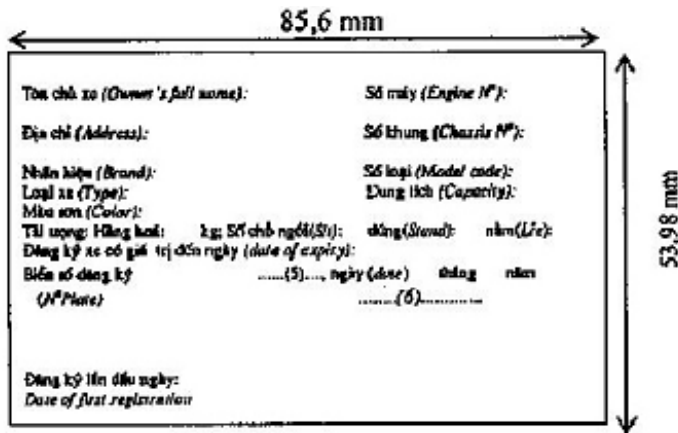 85,6 mm
Tên chủ xe (Owner's full name): Số máy (Engine Nº):
Địa chỉ (Address): Số khung (Chassis Nº):
Nhãn hiệu (Brand): Số loại (Model code):
Loại xe (Type): Dung tích (Capacity):
Màu sơn (Color):
Tải trọng: Hàng hoá: kg; Số chỗ ngồi(Sit): đứng(Stand): nằm(Lie):
Đăng ký xe có giá trị đến ngày (date of expiry):
Biển số đăng ký ......(5)...., ngày (date) tháng năm
(NºPlate) ........(6)............
Đăng ký lần đầu ngày:
Date of first registration
53,98 mm